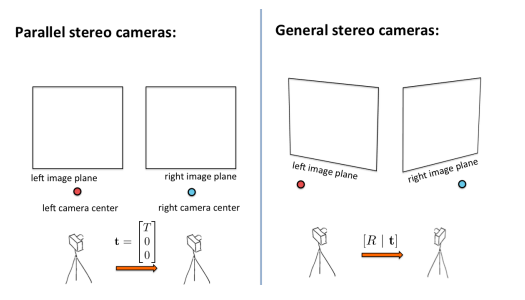 Parallel stereo cameras:
left image plane
right image plane
left camera center
right camera center
t = [T 0 0]
General stereo cameras:
left image plane
right image plane
[R | t]